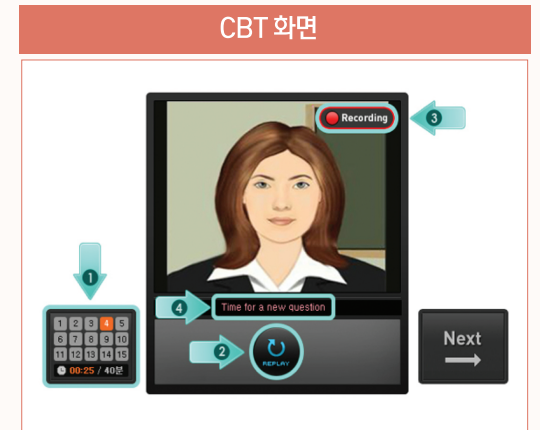 CBT 화면
Recording
3
1
4
Time for a new question
1 2 3 4 5
6 7 8 9 10
11 12 13 14 15
00:25 / 40분
2
REPLAY
Next